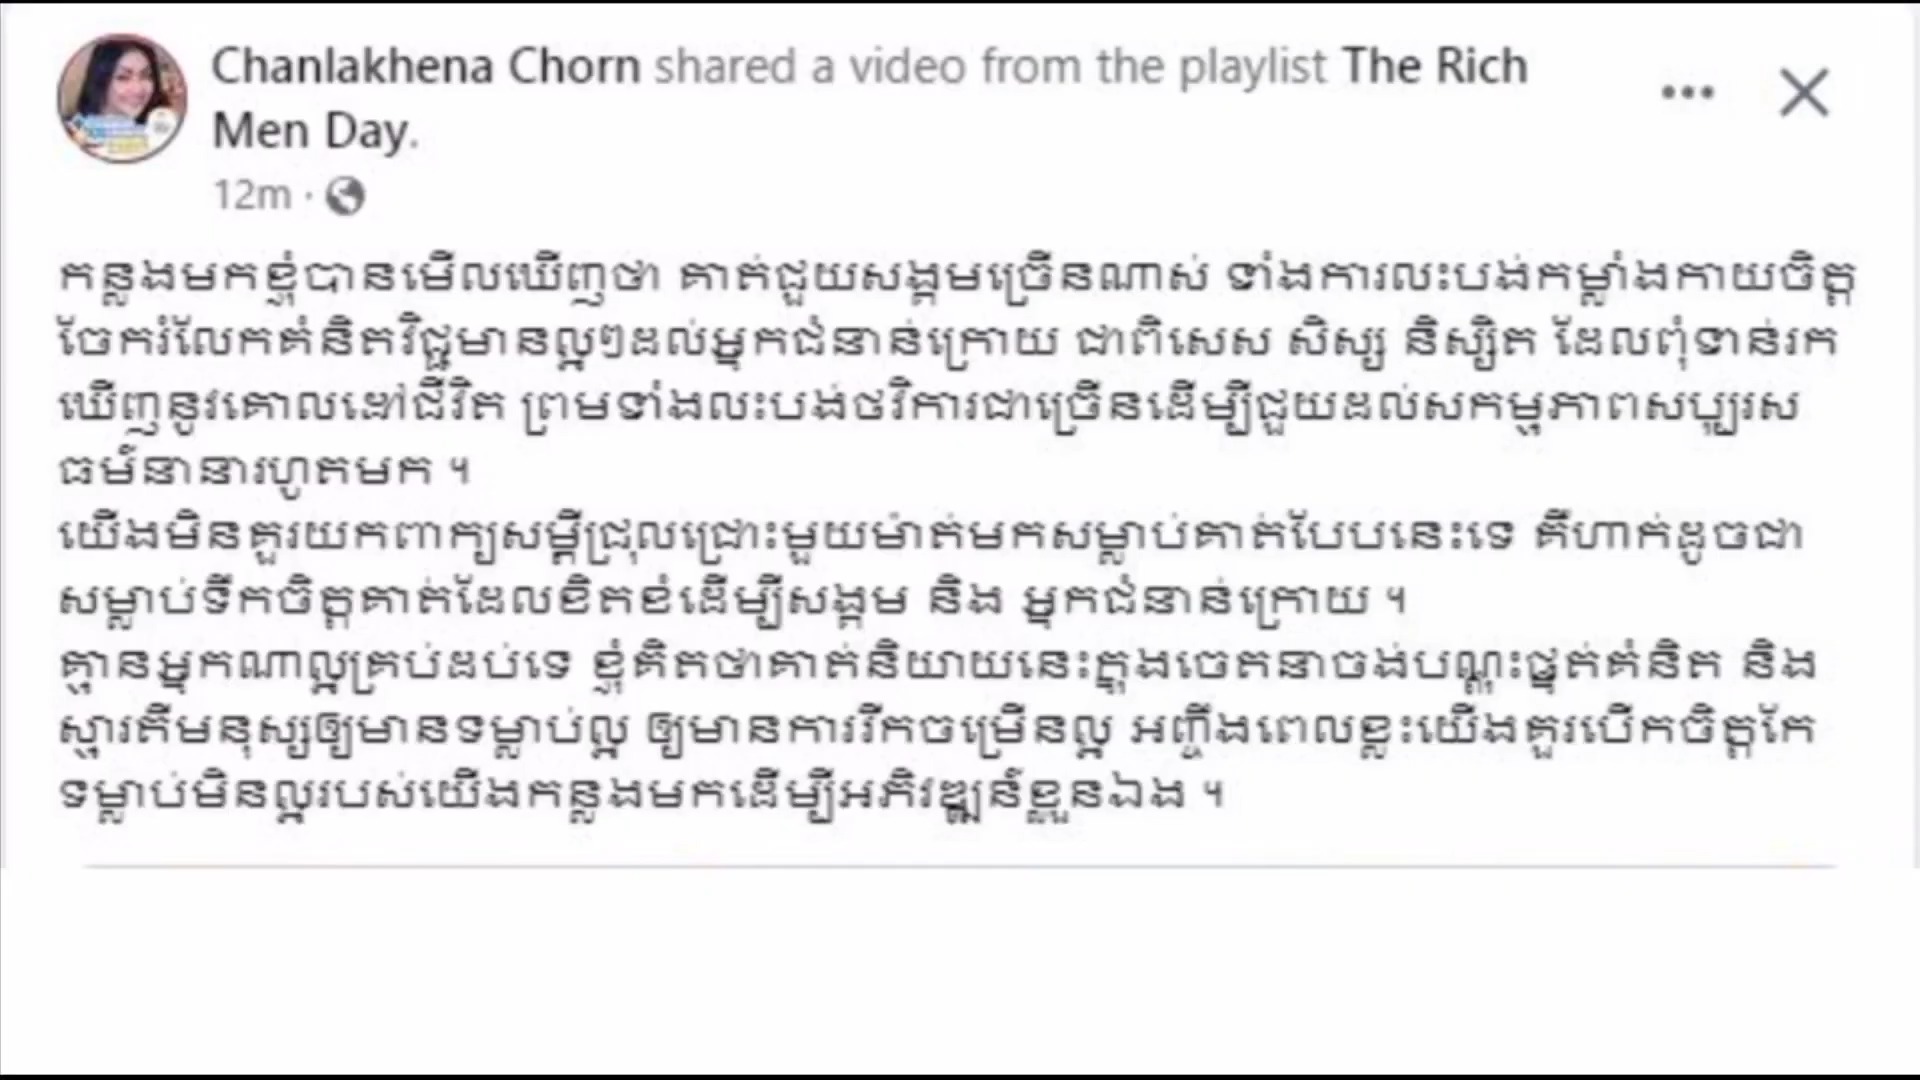 Chanlakhena Chorn shared a video from the playlist The Rich
Men Day.
12m ·
កន្លងមកខ្ញុំបានមើលឃើញថា គាត់ជួយសង្គមច្រើនណាស់ ទាំងការលះបង់កម្លាំងកាយចិត្ត
ចែករំលែកគំនិតវិជ្ជមានល្អៗដល់អ្នកជំនាន់ក្រោយ ជាពិសេស សិស្ស និស្សិត ដែលពុំទាន់រក
ឃើញនូវគោលដៅជីវិត ព្រមទាំងលះបង់ថវិការជាច្រើនដើម្បីជួយដល់សកម្មភាពសប្បុរស
ធម៌នានារហូតមក ។
យើងមិនគួរយកពាក្យសម្តីជ្រុលជ្រោះមួយម៉ាត់មកសម្លាប់គាត់បែបនេះទេ គឺហាក់ដូចជា
សម្លាប់ទឹកចិត្តគាត់ដែលខិតខំដើម្បីសង្គម និង អ្នកជំនាន់ក្រោយ ។
គ្មានអ្នកណាល្អគ្រប់ដប់ទេ ខ្ញុំគិតថាគាត់និយាយនេះក្នុងចេតនាចង់បណ្តុះផ្នត់គំនិត និង
ស្មារតីមនុស្សឲ្យមានទម្លាប់ល្អ ឲ្យមានការរីកចម្រើនល្អ អញ្ចឹងពេលខ្លះយើងគួរបើកចិត្តកែ
ទម្លាប់មិនល្អរបស់យើងកន្លងមកដើម្បីអភិវឌ្ឍន៍ខ្លួនឯង ។